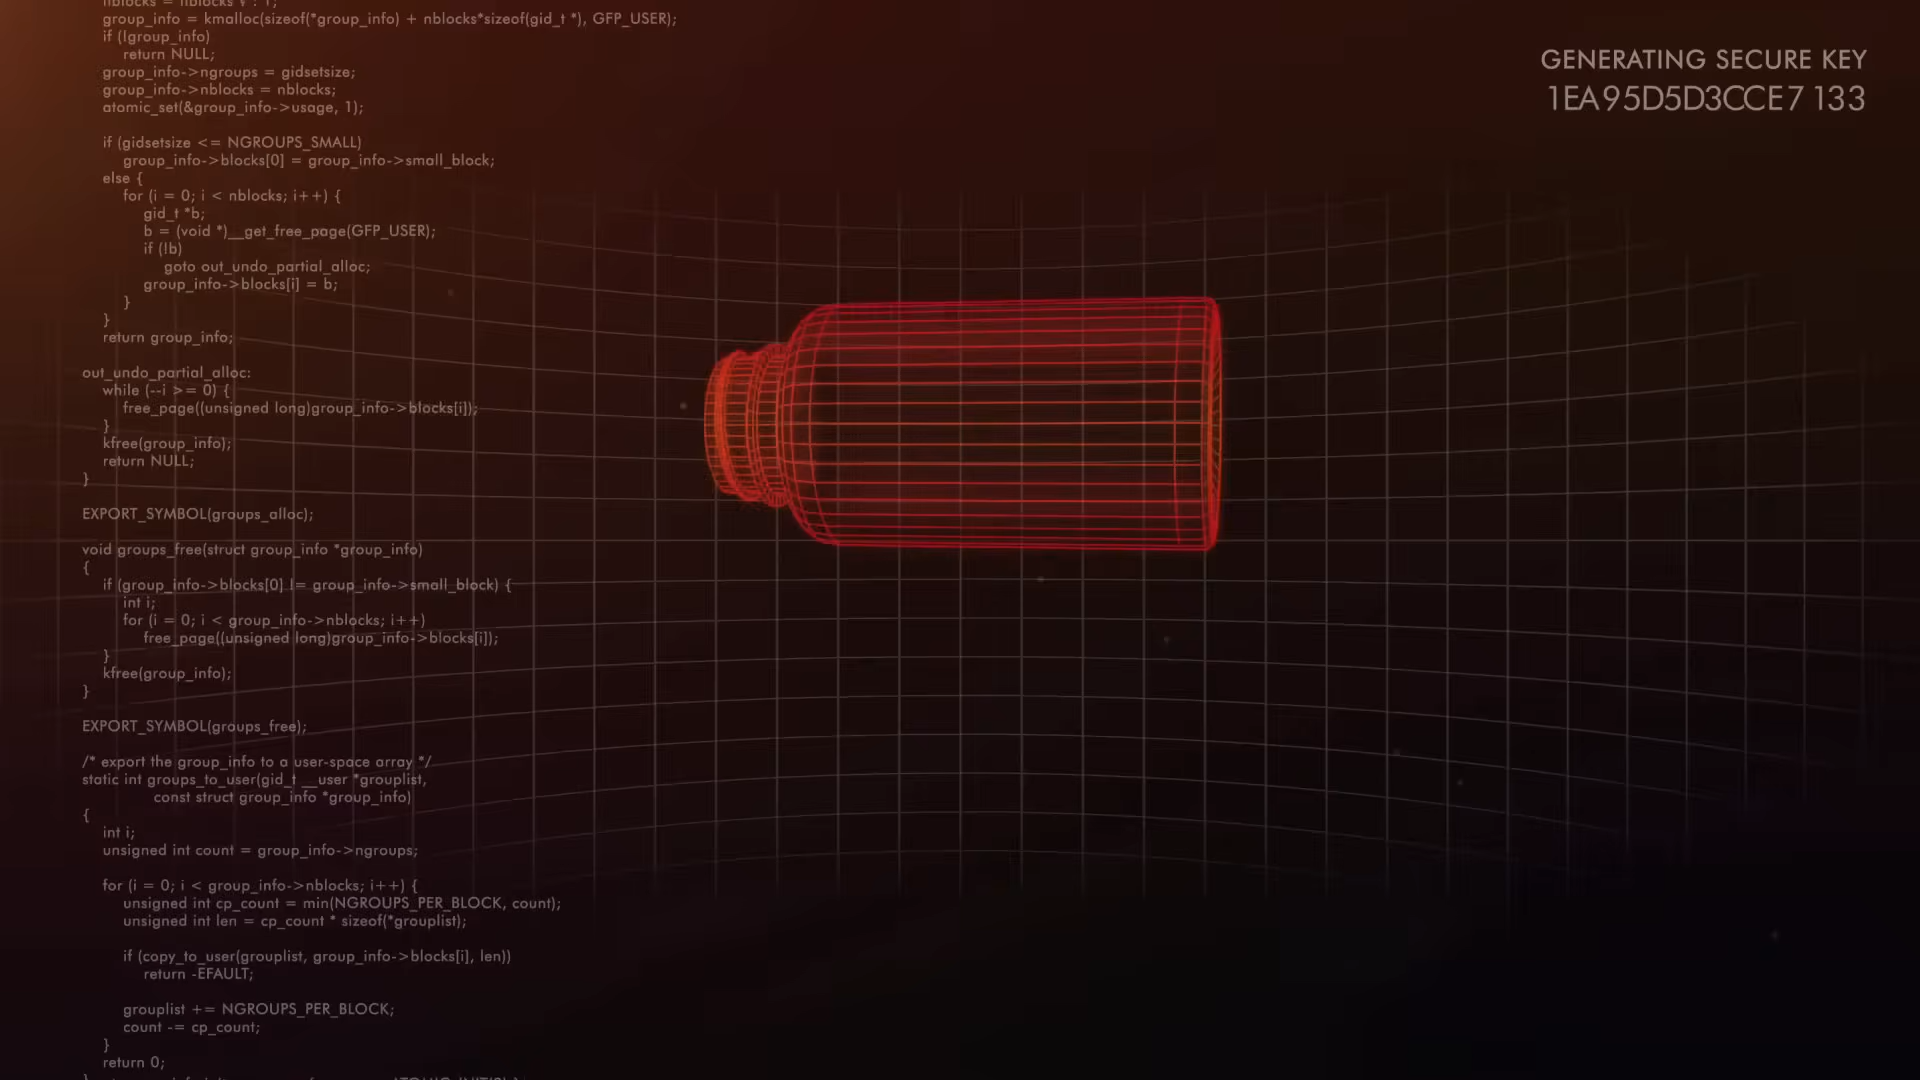 group_info = kmalloc(sizeof(*group_info) + nblocks*sizeof(gid_t *), GFP_USER);
if (!group_info)
return NULL;
group_info->ngroups = gidsetsize;
group_info->nblocks = nblocks;
atomic_set(&group_info->usage, 1);
if (gidsetsize <= NGROUPS_SMALL)
group_info->blocks[0] = group_info->small_block;
else {
for (i = 0; i < nblocks; i++) {
gid_t *b;
b = (void *)__get_free_page(GFP_USER);
if (!b)
goto out_undo_partial_alloc;
group_info->blocks[i] = b;
}
}
return group_info;
out_undo_partial_alloc:
while (--i >= 0) {
free_page((unsigned long)group_info->blocks[i]);
}
kfree(group_info);
return NULL;
}
EXPORT_SYMBOL(groups_alloc);
void groups_free(struct group_info *group_info)
{
if (group_info->blocks[0] != group_info->small_block) {
int i;
for (i = 0; i < group_info->nblocks; i++)
free_page((unsigned long)group_info->blocks[i]);
}
kfree(group_info);
}
EXPORT_SYMBOL(groups_free);
/* export the group_info to a user-space array */
static int groups_to_user(gid_t __user *grouplist,
const struct group_info *group_info)
{
int i;
unsigned int count = group_info->ngroups;
for (i = 0; i < group_info->nblocks; i++) {
unsigned int cp_count = min(NGROUPS_PER_BLOCK, count);
unsigned int len = cp_count * sizeof(*grouplist);
if (copy_to_user(grouplist, group_info->blocks[i], len))
return -EFAULT;
grouplist += NGROUPS_PER_BLOCK;
count -= cp_count;
}
return 0;
GENERATING SECURE KEY
1EA95D5D3CCE7133